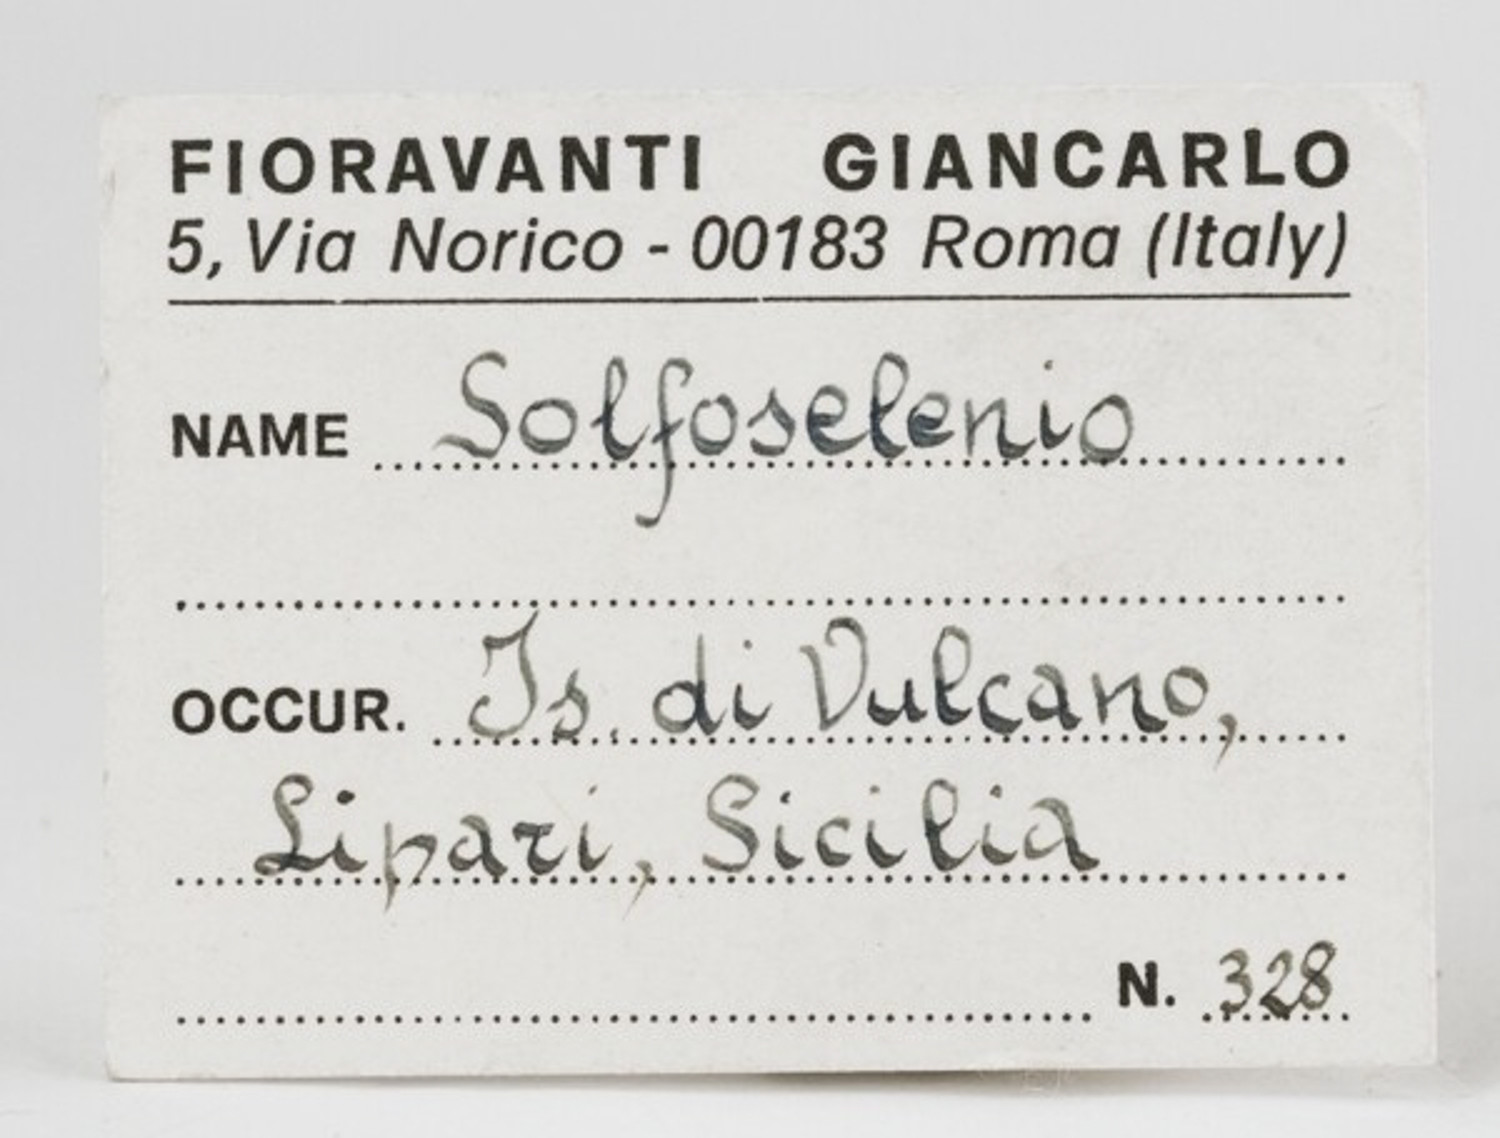 FIORAVANTI GIANCARLO
5, Via Norico - 00183 Roma (Italy)
NAME Solfoselenio
OCCUR. Is. di Vulcano,
Lipari, Sicilia
N. 328